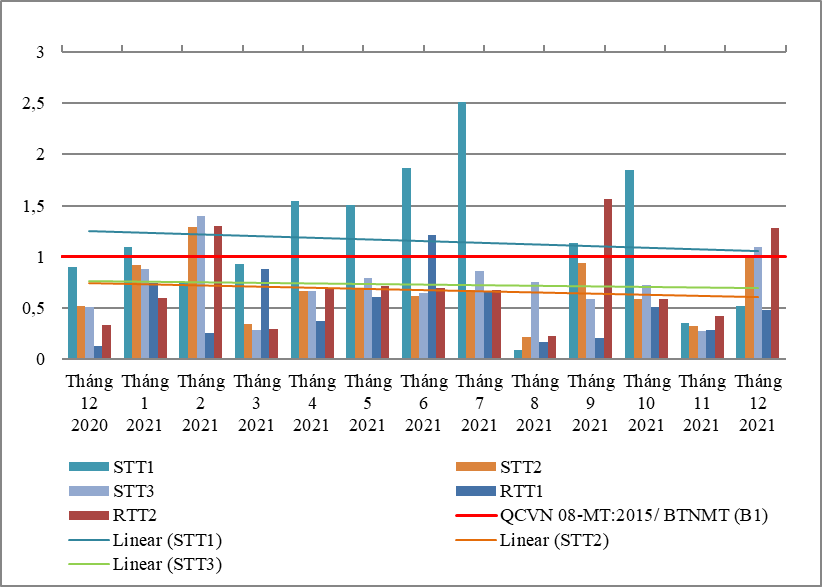 3
2,5
2
1,5
1
0,5
0
Tháng 12 2020
Tháng 1 2021
Tháng 2 2021
Tháng 3 2021
Tháng 4 2021
Tháng 5 2021
Tháng 6 2021
Tháng 7 2021
Tháng 8 2021
Tháng 9 2021
Tháng 10 2021
Tháng 11 2021
Tháng 12 2021
STT1
STT2
STT3
RTT1
RTT2
QCVN 08-MT:2015/ BTNMT (B1)
Linear (STT1)
Linear (STT2)
Linear (STT3)